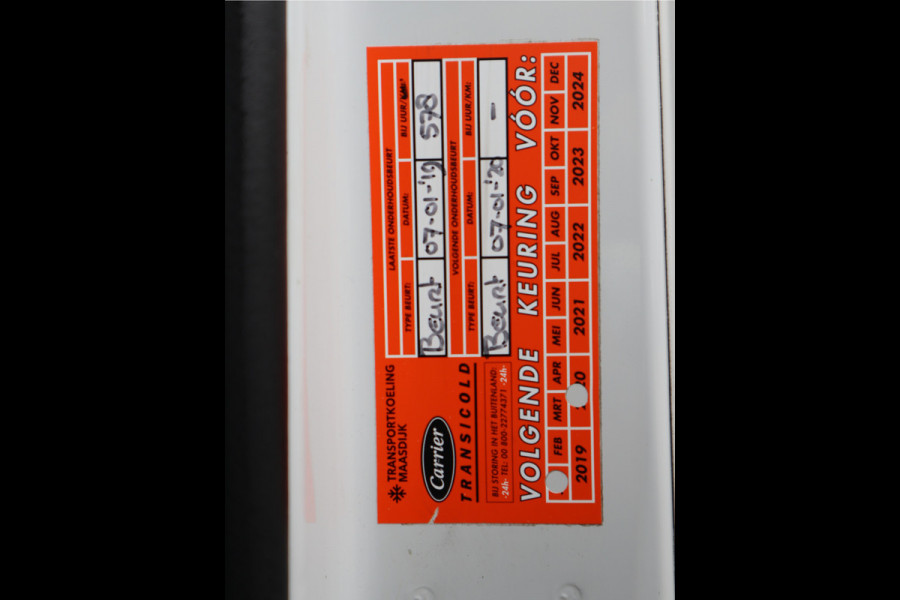 TRANSPORTKOELING
MAASDIJK
Carrier
TRANSICOLD
BIJ STORING IN HET BUITENLAND:
-24h- TEL: 00 800-22774371 -24h-
LAATSTE ONDERHOUDSBEURT
TYPE BEURT: DATUM: BIJ UUR/KM:
Beurt 07-01-'19 578
VOLGENDE ONDERHOUDSBEURT
TYPE BEURT: DATUM: BIJ UUR/KM:
Beurt 07-01-'20 -
VOLGENDE KEURING VÓÓR:
FEB MRT APR MEI JUN JUL AUG SEP OKT NOV DEC
2019 20 2021 2022 2023 2024